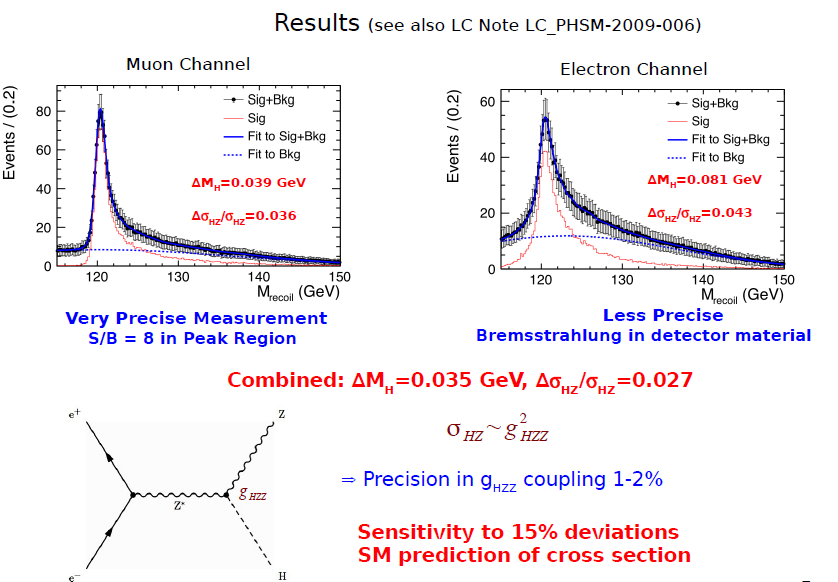 Results (see also LC Note LC_PHSM-2009-006)
Muon Channel
Events / (0.2)
80
60
40
20
0
120
130
140
150
M_recoil (GeV)
Sig+Bkg
Sig
Fit to Sig+Bkg
Fit to Bkg
ΔM_H=0.039 GeV
Δσ_HZ/σ_HZ=0.036
Very Precise Measurement
S/B = 8 in Peak Region
Electron Channel
Events / (0.2)
60
40
20
0
120
130
140
150
M_recoil (GeV)
Sig+Bkg
Sig
Fit to Sig+Bkg
Fit to Bkg
ΔM_H=0.081 GeV
Δσ_HZ/σ_HZ=0.043
Less Precise
Bremsstrahlung in detector material
Combined: ΔM_H=0.035 GeV, Δσ_HZ/σ_HZ=0.027
e⁺
Z
Z*
g_HZZ
e⁻
H
σ_HZ ~ g²_HZZ
⇒ Precision in g_HZZ coupling 1-2%
Sensitivity to 15% deviations
SM prediction of cross section